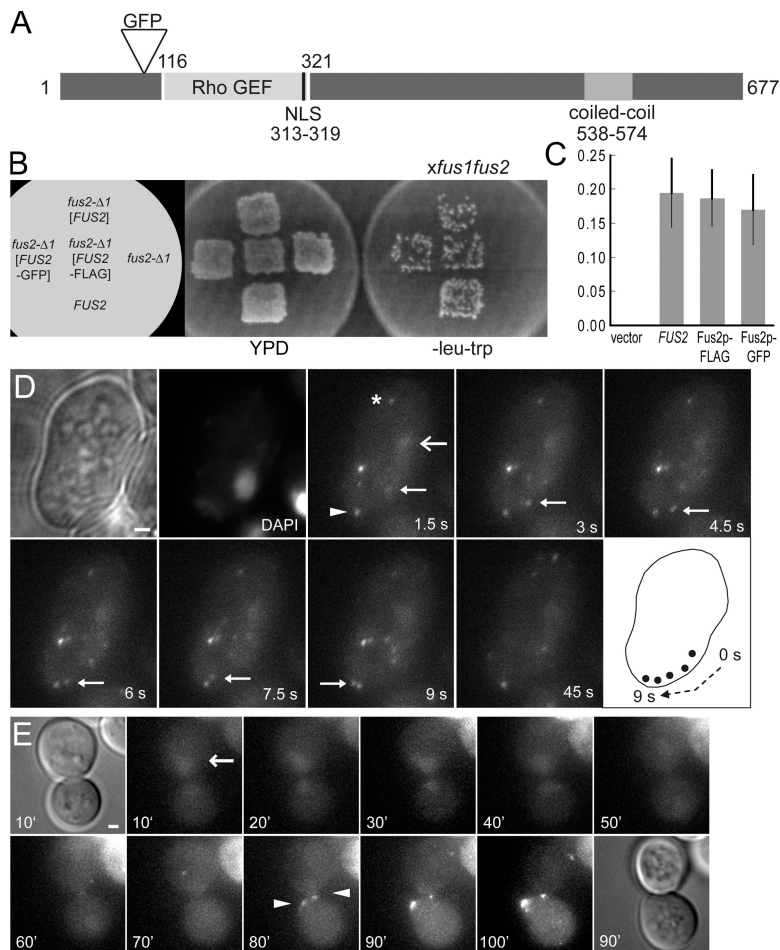 A
GFP
116
321
1
Rho GEF
677
NLS
313-319
coiled-coil
538-574
B
xfus1fus2
fus2-Δ1
[FUS2]
fus2-Δ1
[FUS2
-GFP]
fus2-Δ1
[FUS2
-FLAG]
fus2-Δ1
FUS2
YPD
-leu-trp
C
0.25
0.20
0.15
0.10
0.05
0.00
vector
FUS2
Fus2p-
FLAG
Fus2p-
GFP
D
DAPI
*
1.5 s
3 s
4.5 s
6 s
7.5 s
9 s
45 s
0 s
9 s
E
10'
10'
20'
30'
40'
50'
60'
70'
80'
90'
100'
90'